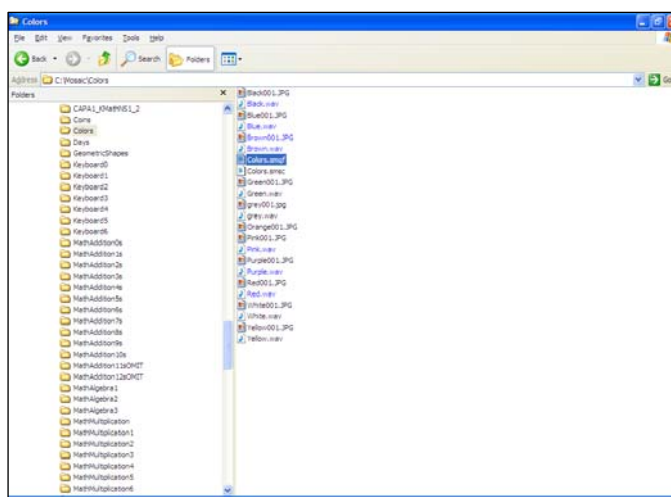 Colors
File Edit View Favorites Tools Help
Back Search Folders
Address C:\Mosaic\Colors Go
Folders
CAPA1_KMathNS1_2
Coins
Colors
Days
GeometricShapes
Keyboard0
Keyboard1
Keyboard2
Keyboard3
Keyboard4
Keyboard5
Keyboard6
MathAddition0s
MathAddition1s
MathAddition2s
MathAddition3s
MathAddition4s
MathAddition5s
MathAddition6s
MathAddition7s
MathAddition8s
MathAddition9s
MathAddition10s
MathAddition11sOMIT
MathAddition12sOMIT
MathAlgebra1
MathAlgebra2
MathAlgebra3
MathMultiplication
MathMultiplication1
MathMultiplication2
MathMultiplication3
MathMultiplication4
MathMultiplication5
MathMultiplication6
Black001.JPG
Black.wav
Blue001.JPG
Blue.wav
Brown001.JPG
Brown.wav
Colors.amqf
Colors.amsc
Green001.JPG
Green.wav
grey001.jpg
grey.wav
Orange001.JPG
Pink001.JPG
Pink.wav
Purple001.JPG
Purple.wav
Red001.JPG
Red.wav
White001.JPG
White.wav
Yellow001.JPG
Yellow.wav